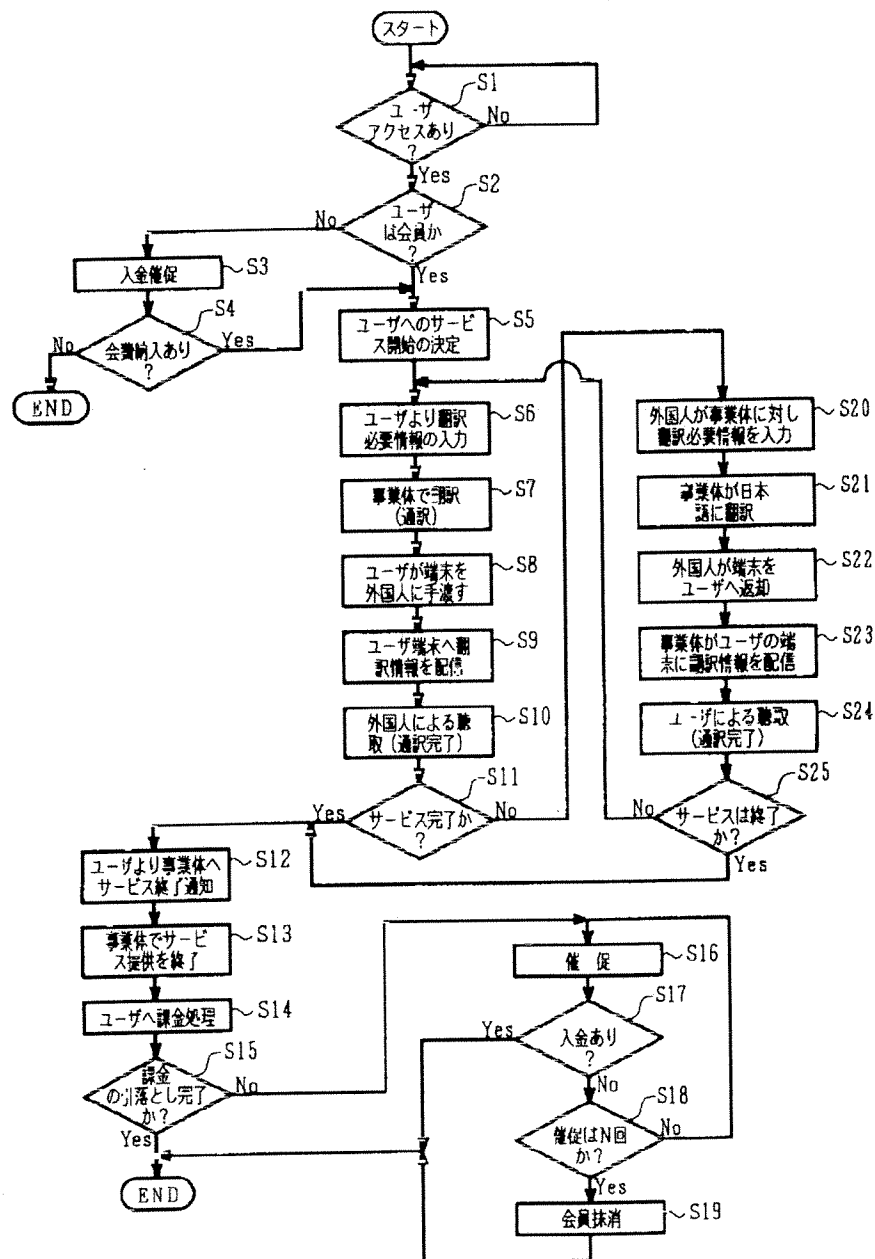 スタート
S1
ユーザ
アクセスあり
?
No
Yes
S2
ユーザ
は会員か
?
No
Yes
入金催促
S3
S4
会費納入あり
?
No
Yes
END
ユーザへのサービ
ス開始の決定
S5
ユーザより翻訳
必要情報の入力
S6
事業体で翻訳
(通訳)
S7
ユーザが端末を
外国人に手渡す
S8
ユーザ端末へ翻
訳情報を配信
S9
外国人による聴
取(通訳完了)
S10
S11
サービス完了か
?
Yes
No
外国人が事業体に対し
翻訳必要情報を入力
S20
事業体が日本
語に翻訳
S21
外国人が端末を
ユーザへ返却
S22
事業体がユーザの端
末に翻訳情報を配信
S23
ユーザによる聴取
(通訳完了)
S24
S25
サービスは終了
か?
No
Yes
ユーザより事業体へ
サービス終了通知
S12
事業体でサービ
ス提供を終了
S13
ユーザへ課金処理
S14
S15
課金
の引落とし完了
か?
No
Yes
END
催 促
S16
S17
入金あり
?
Yes
No
S18
催促はN回
か?
No
Yes
会員抹消
S19